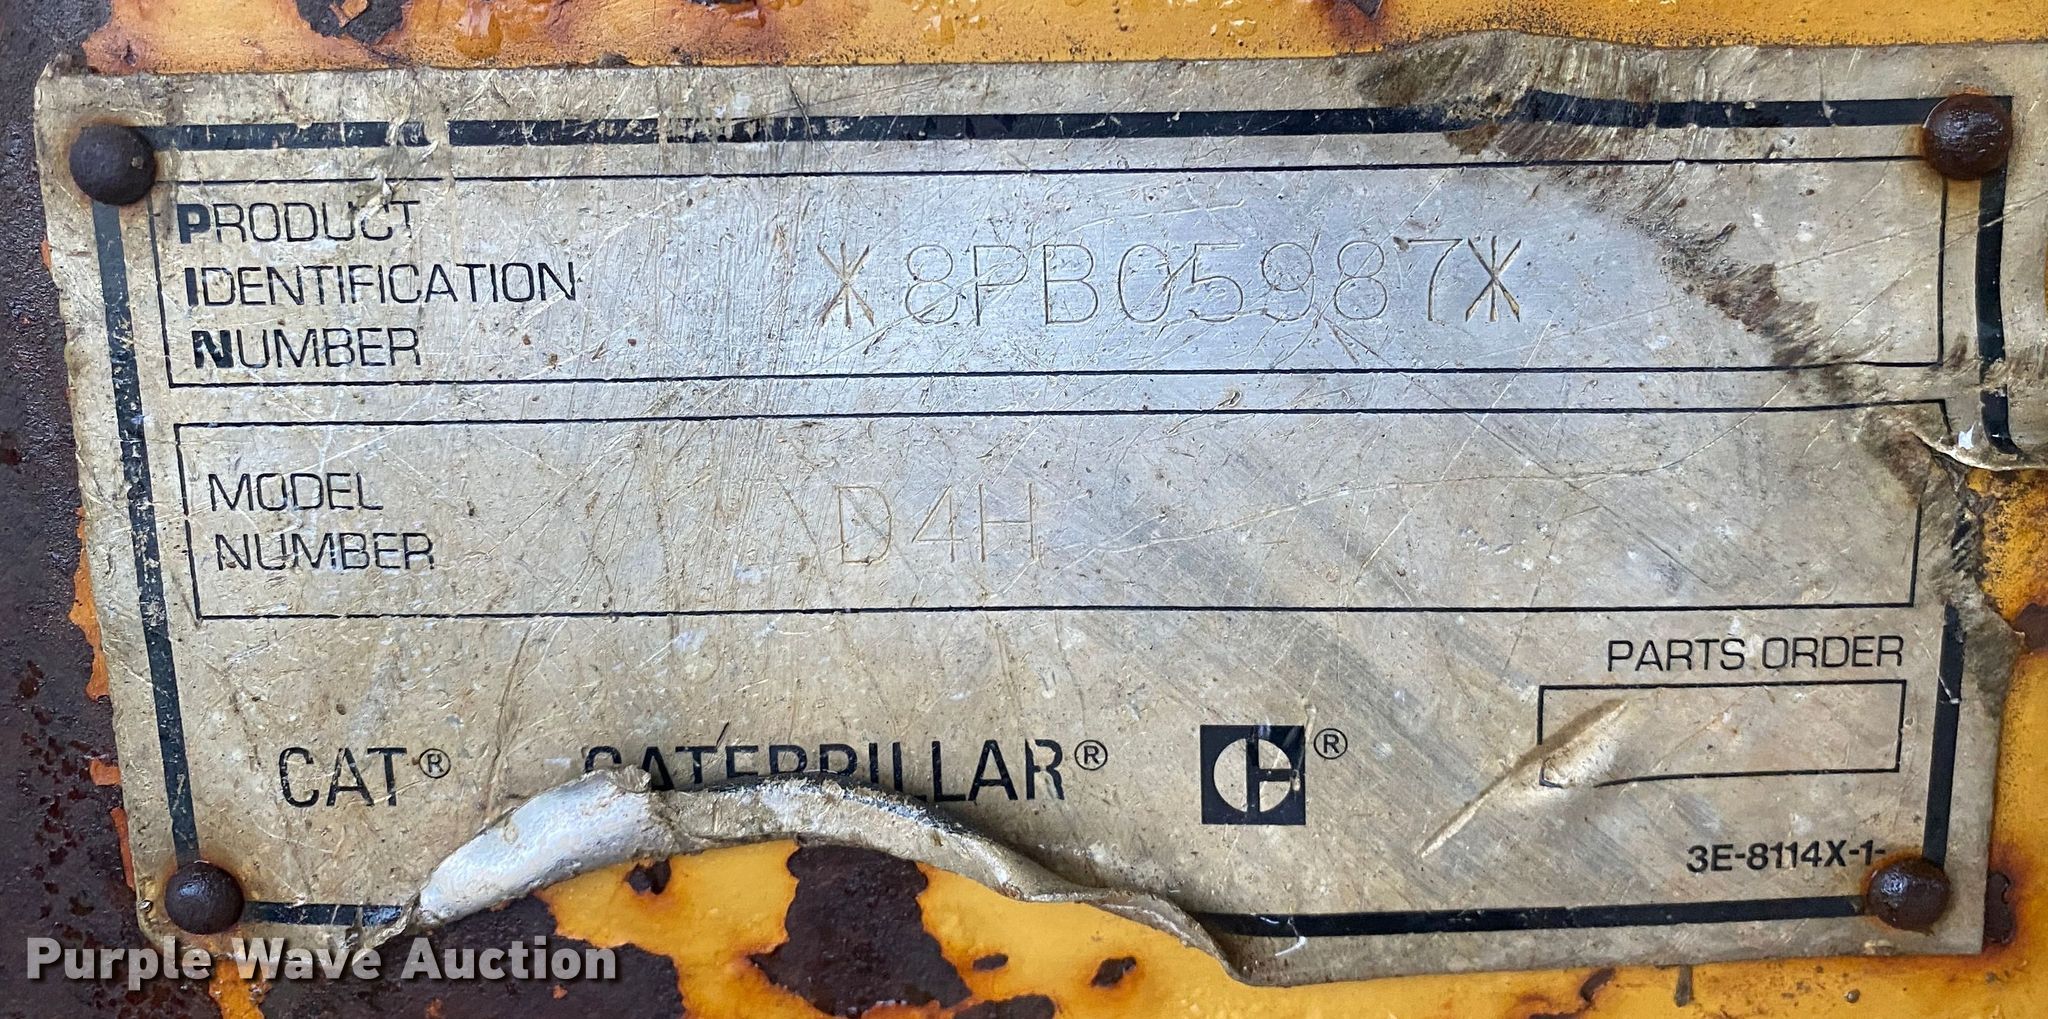 PRODUCT
IDENTIFICATION
NUMBER
*8PB05987*
MODEL
NUMBER
D4H
PARTS ORDER
CAT® CATERPILLAR® ®
3E-8114X-1-
Purple Wave Auction